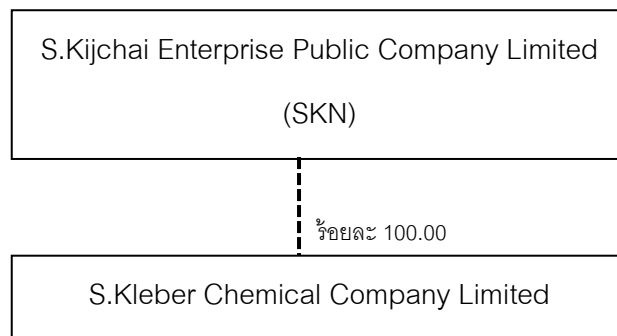 S.Kijchai Enterprise Public Company Limited
(SKN)
ร้อยละ 100.00
S.Kleber Chemical Company Limited